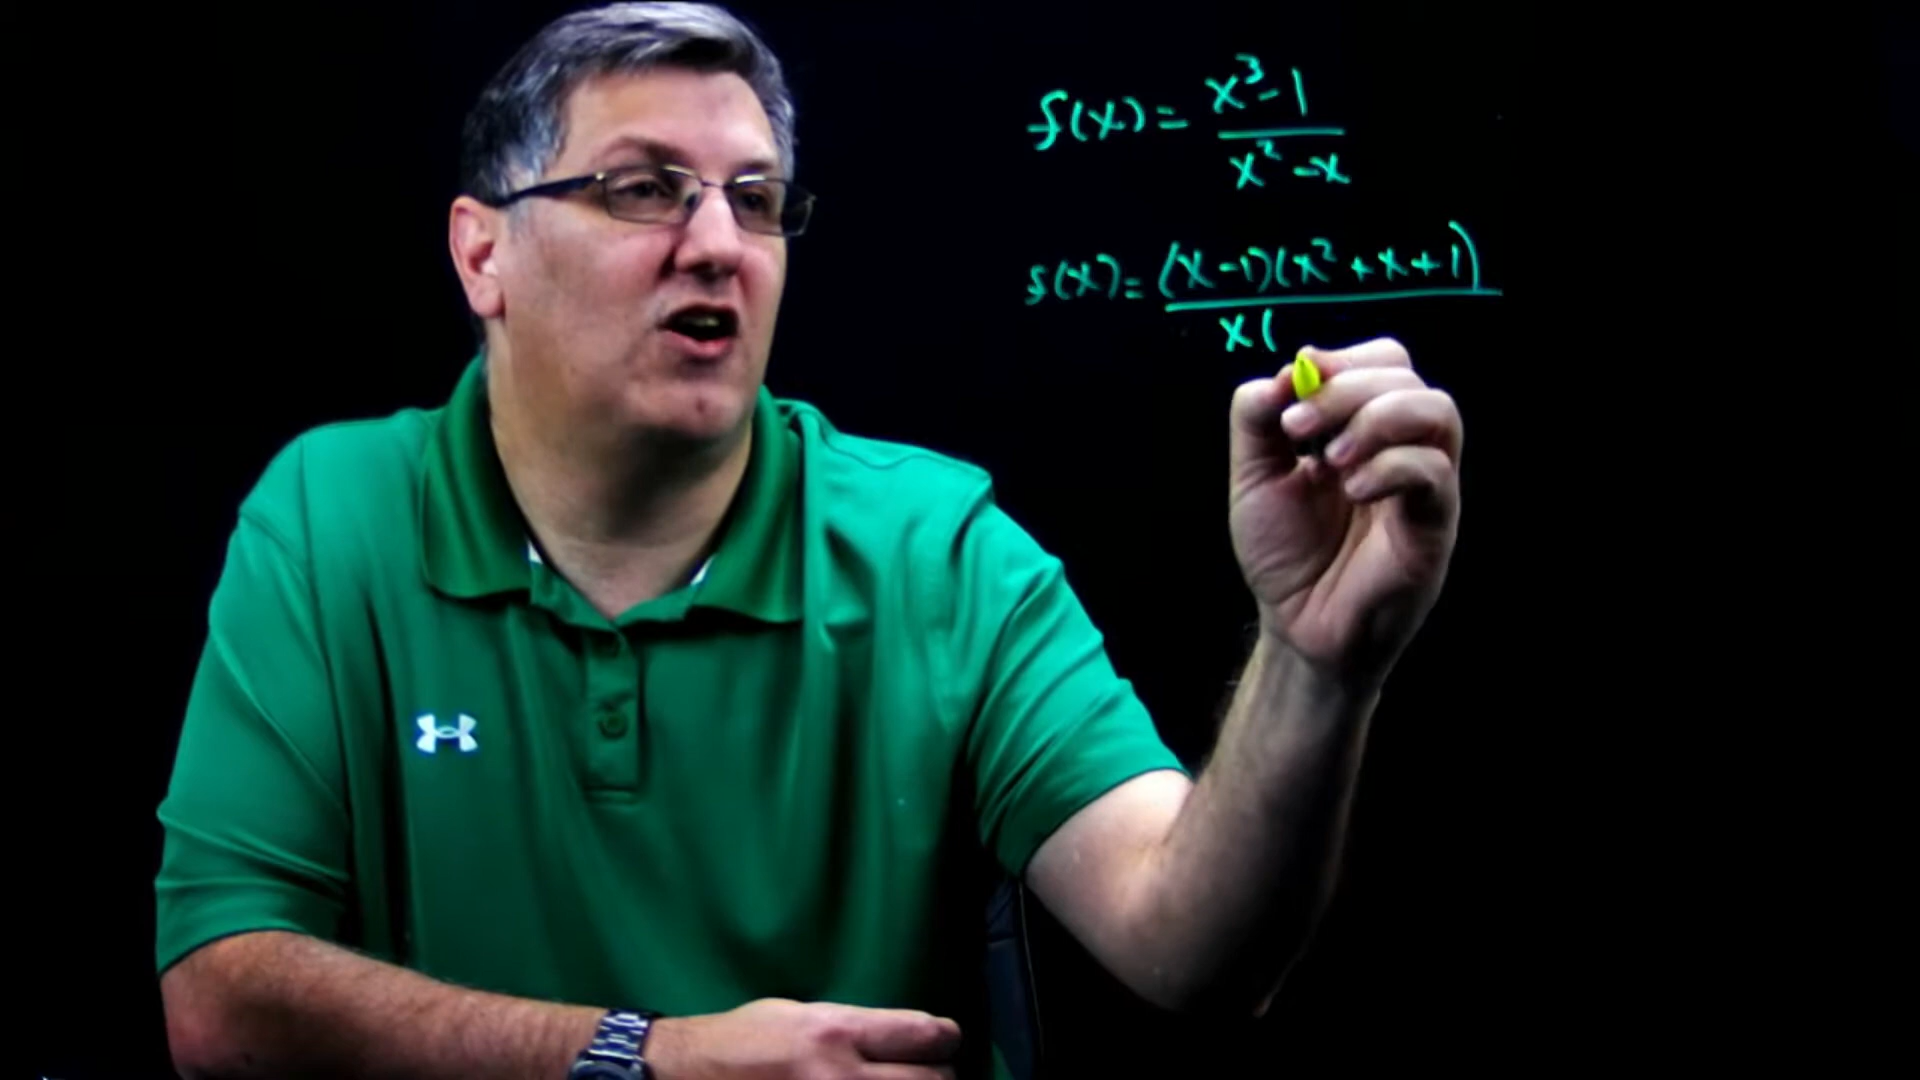 f(x) = x³ - 1 / x² - x
f(x) = (x - 1)(x² + x + 1) / x(